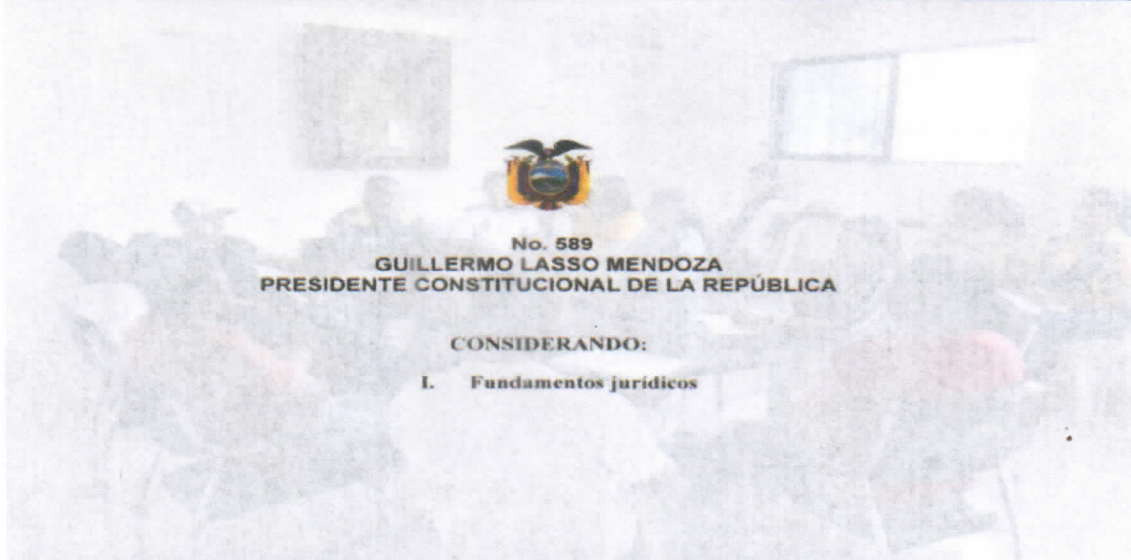 No. 589
GUILLERMO LASSO MENDOZA
PRESIDENTE CONSTITUCIONAL DE LA REPÚBLICA
CONSIDERANDO:
I. Fundamentos jurídicos